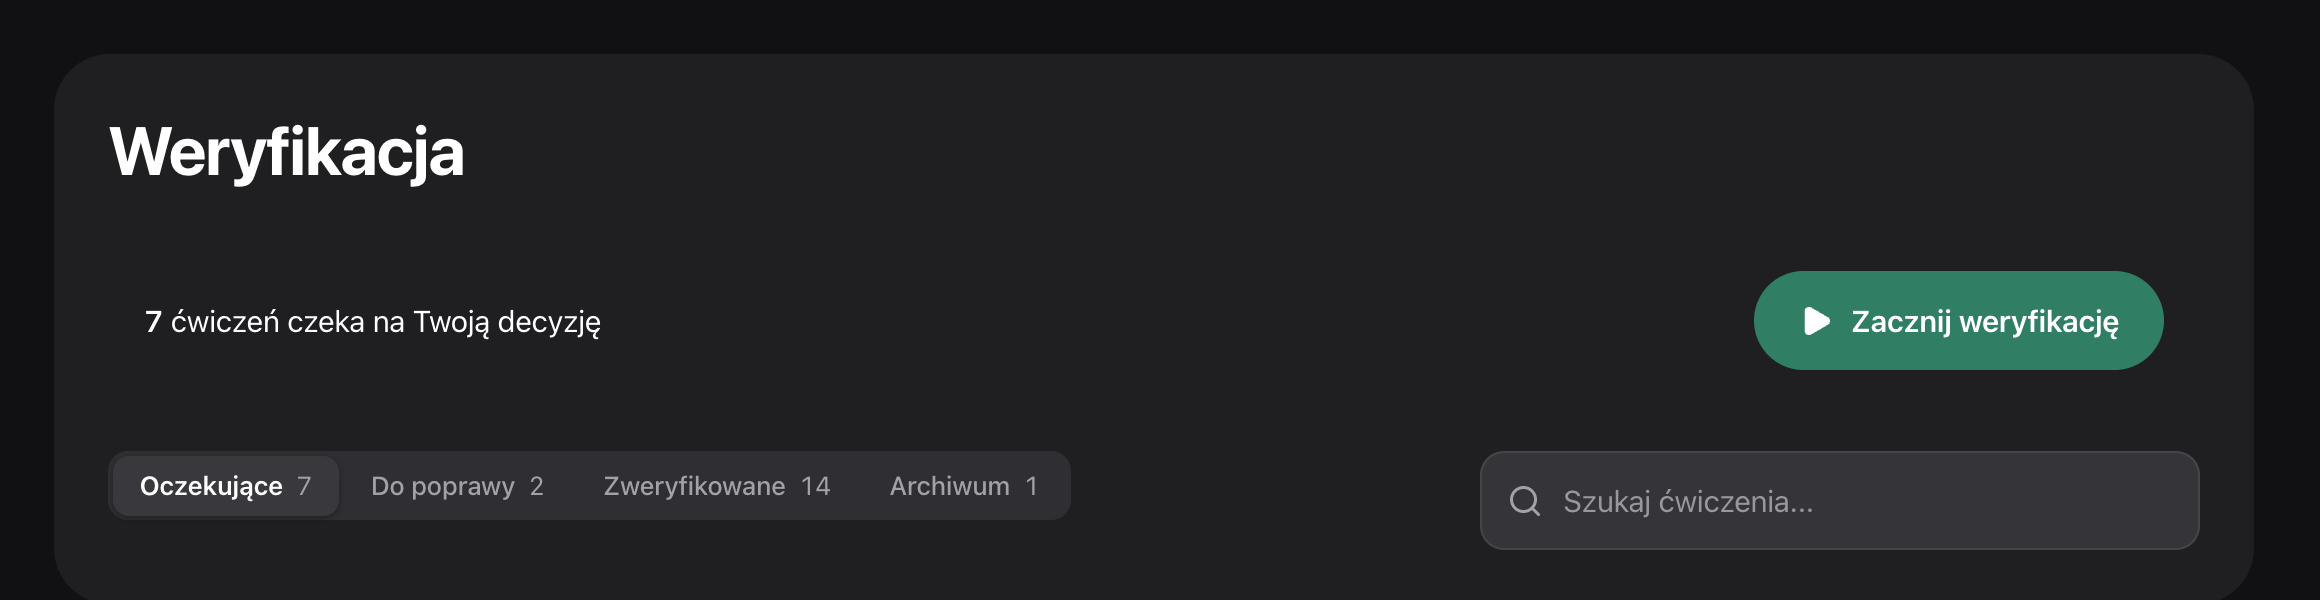 Weryfikacja
7 ćwiczeń czeka na Twoją decyzję
Zacznij weryfikację
Oczekujące 7 Do poprawy 2 Zweryfikowane 14 Archiwum 1
Szukaj ćwiczenia...